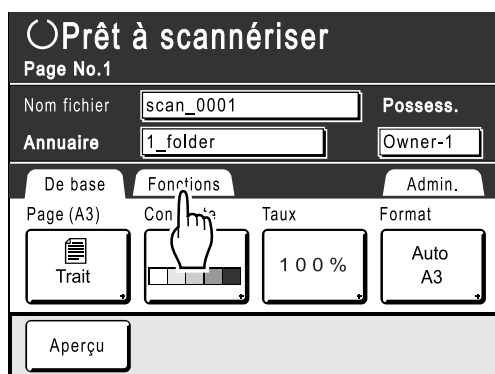 Prêt à scannériser
Page No.1
Nom fichier scan_0001 Possess.
Annuaire 1_folder Owner-1
De base Fonctions Admin.
Page (A3) Taux Format
Trait 100% Auto
A3
Aperçu